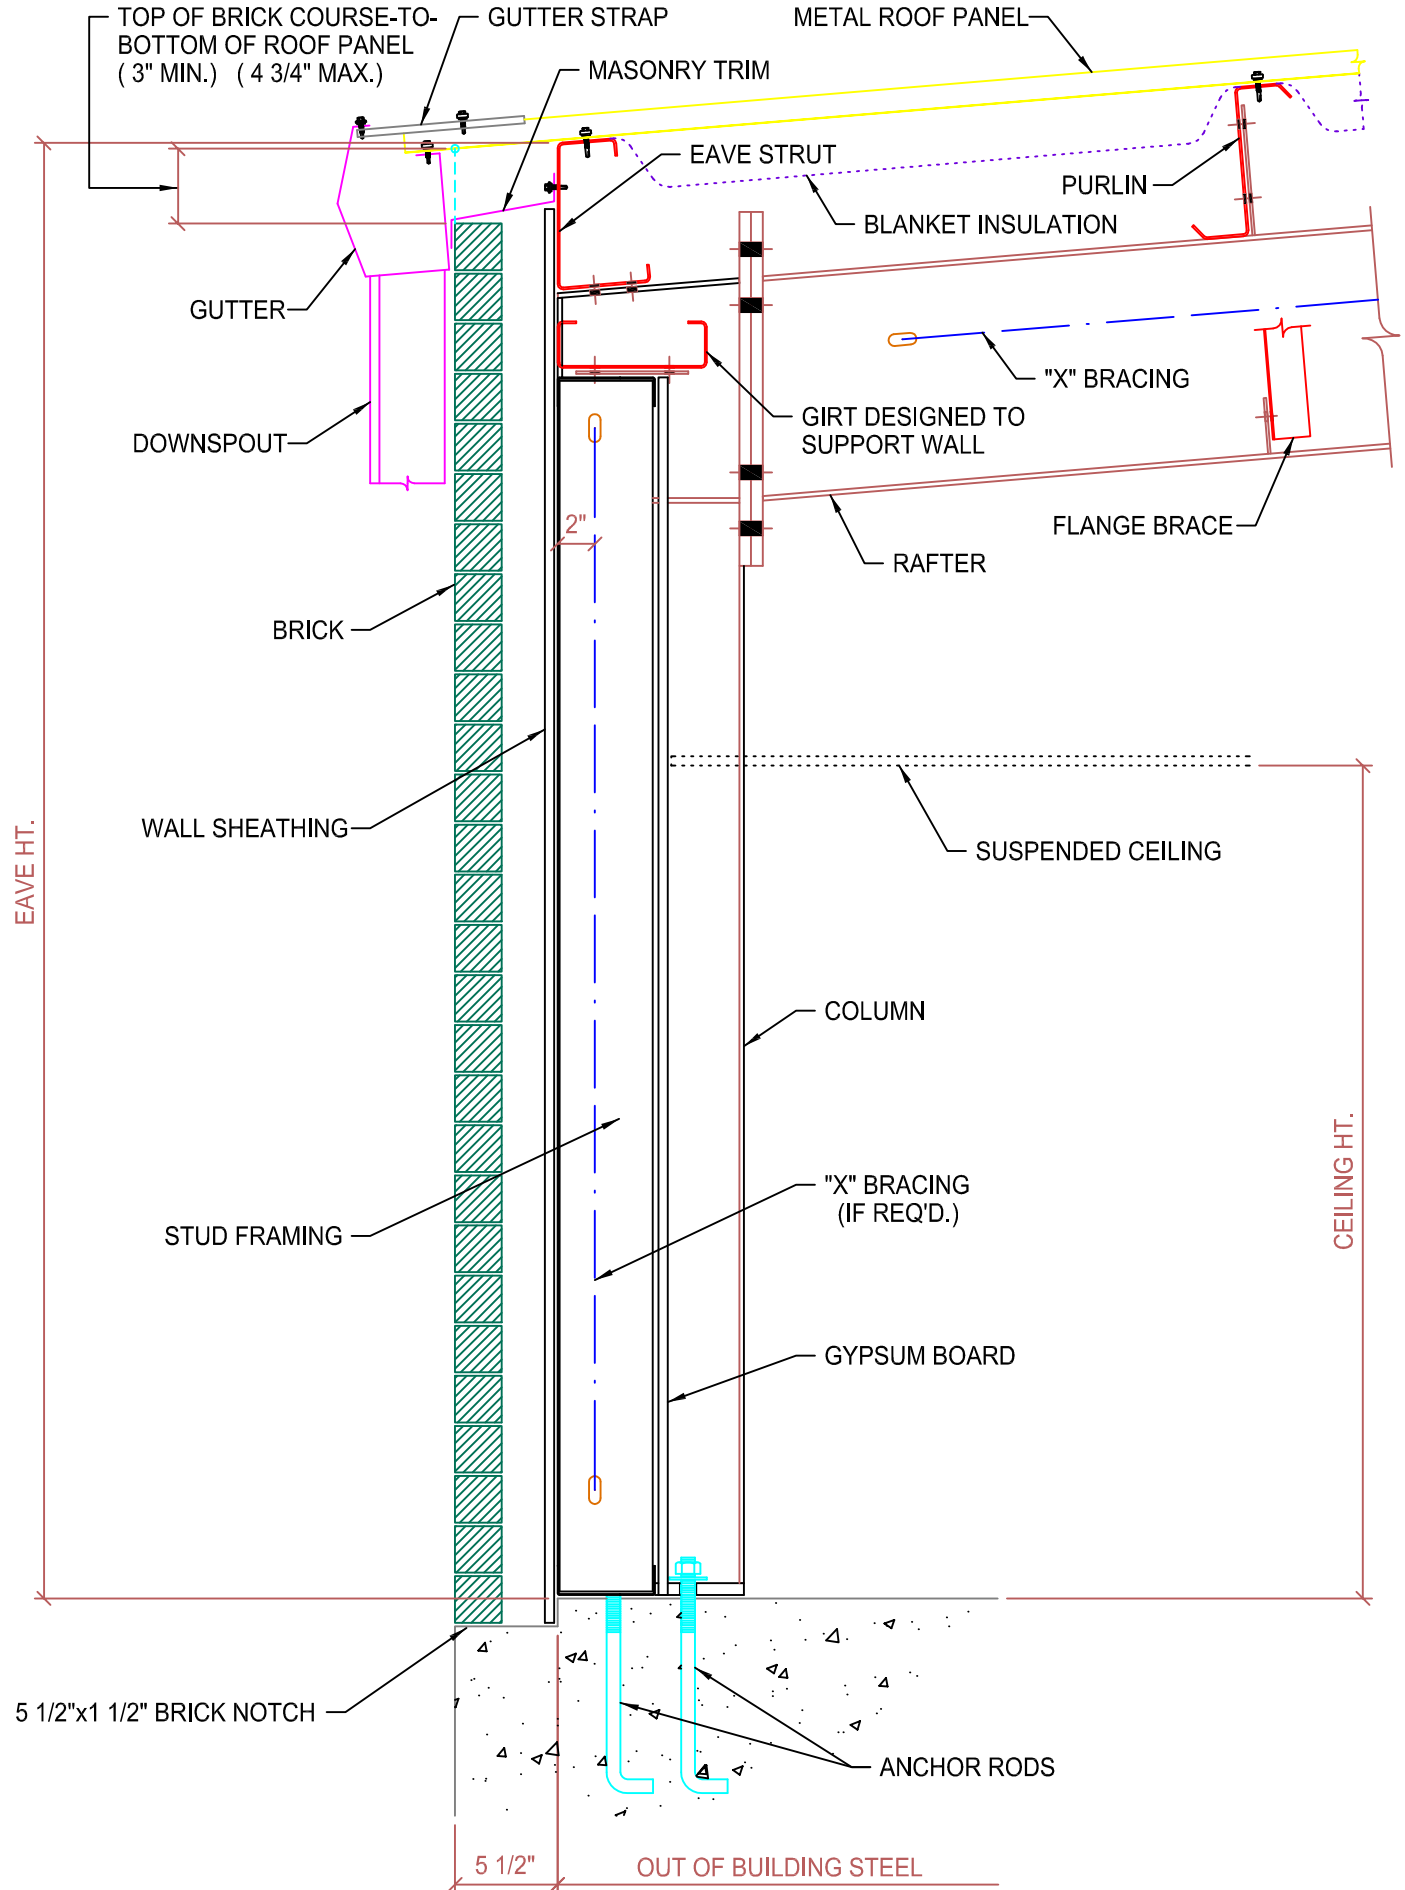 TOP OF BRICK COURSE-TO-
BOTTOM OF ROOF PANEL
( 3" MIN.) ( 4 3/4" MAX.)
GUTTER STRAP
METAL ROOF PANEL
MASONRY TRIM
EAVE STRUT
PURLIN
BLANKET INSULATION
GUTTER
"X" BRACING
GIRT DESIGNED TO
SUPPORT WALL
DOWNSPOUT
2"
FLANGE BRACE
RAFTER
BRICK
WALL SHEATHING
SUSPENDED CEILING
EAVE HT.
COLUMN
CEILING HT.
"X" BRACING
(IF REQ'D.)
STUD FRAMING
GYPSUM BOARD
5 1/2"x1 1/2" BRICK NOTCH
ANCHOR RODS
5 1/2"
OUT OF BUILDING STEEL